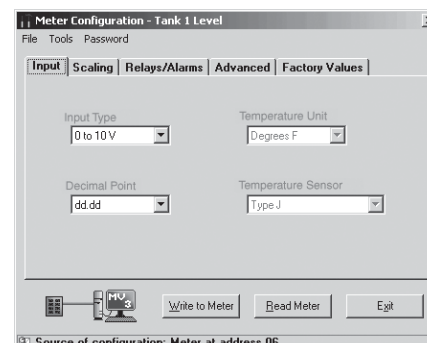 Meter Configuration - Tank 1 Level
File Tools Password
Input Scaling Relays/Alarms Advanced Factory Values
Input Type
0 to 10 V
Temperature Unit
Degrees F
Decimal Point
dd.dd
Temperature Sensor
Type J
MV
3
Write to Meter Read Meter Exit
Source of configuration: Meter at address 06